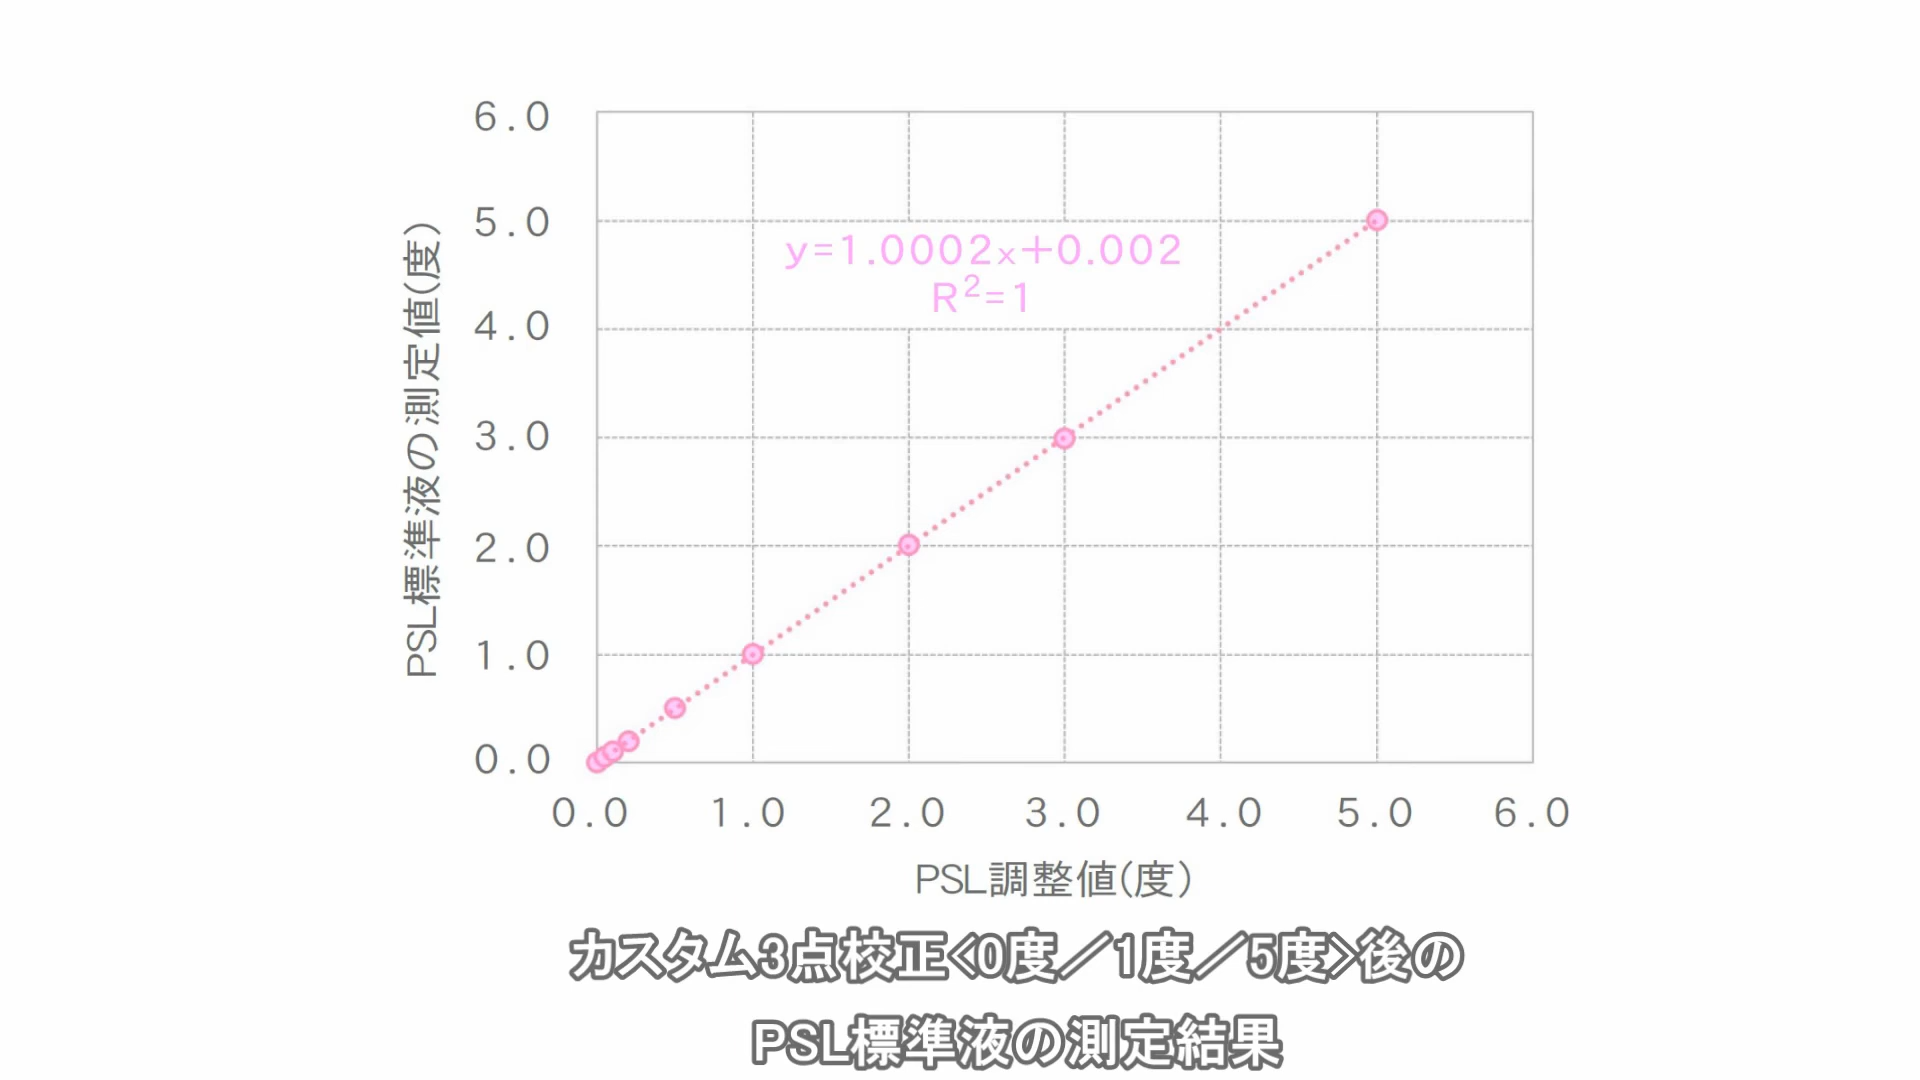 6.0
5.0
4.0
3.0
2.0
1.0
0.0
PSL標準液の測定値(度)
y=1.0002x+0.002
R²=1
0.0 1.0 2.0 3.0 4.0 5.0 6.0
PSL調整値(度)
カスタム3点校正<0度／1度／5度>後の
PSL標準液の測定結果